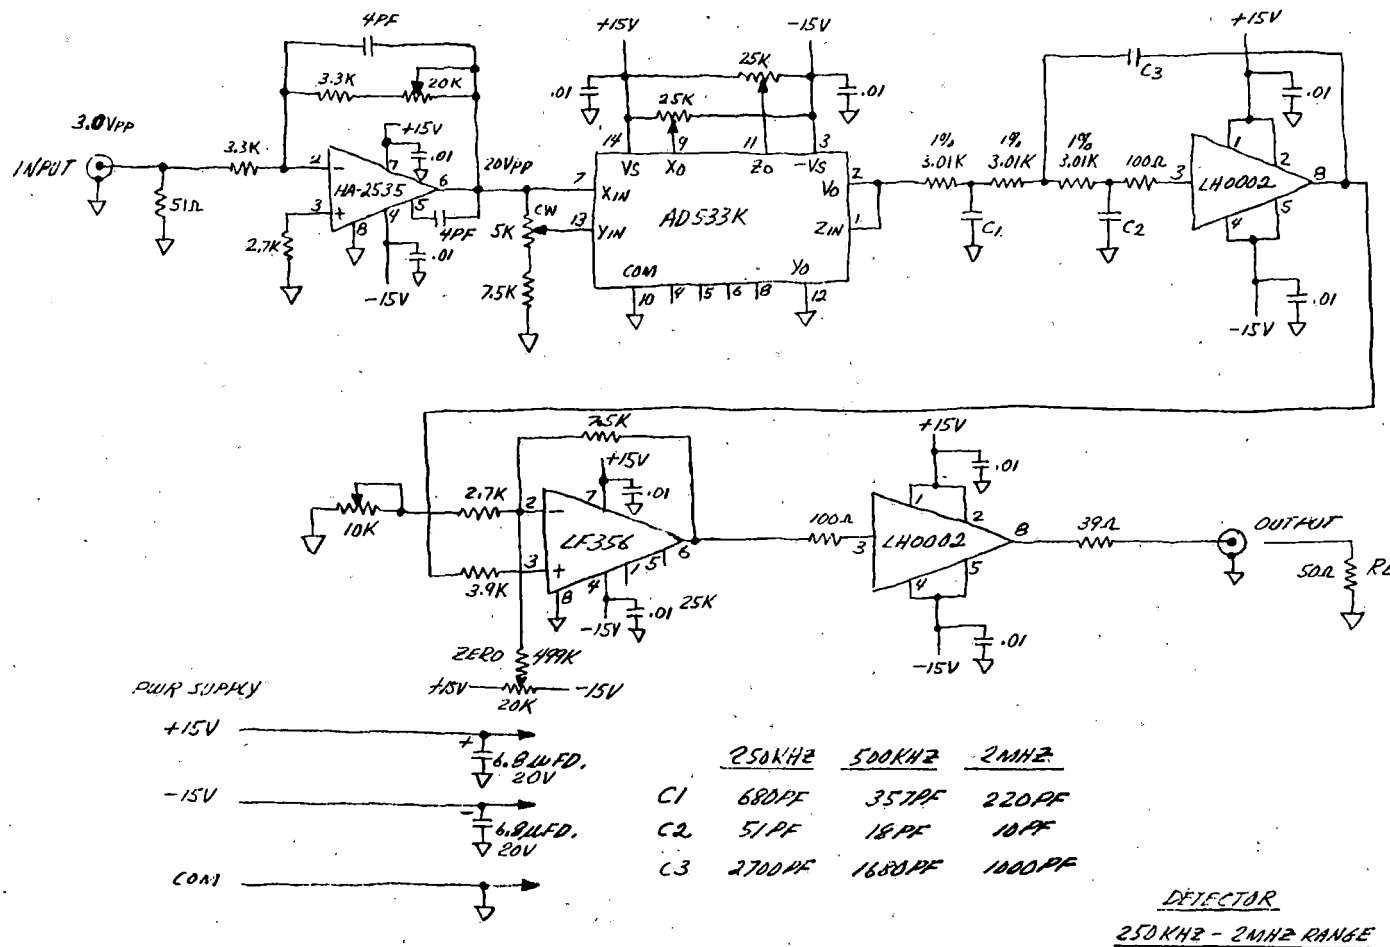 4PF
3.3K
20K
3.0VPP
INPUT
51Ω
3.3K
2
7
+15V
.01
HA-2535
6
20VPP
3
8
5
4
4PF
.01
2.7K
-15V
+15V
-15V
25K
.01
25K
.01
14
9
11
3
VS
XO
ZO
-VS
7
XIN
13
YIN
AD533K
VO
2
ZIN
1
COM
YO
10
4
5
6
8
12
CW
5K
7.5K
1%
3.01K
1%
3.01K
1%
3.01K
100Ω
C1
C2
C3
+15V
.01
1
2
3
LH0002
8
4
5
.01
-15V
7.5K
+15V
.01
10K
2.7K
2
7
LF356
6
3
3.9K
8
4
1
5
.01
25K
-15V
ZERO
499K
+15V
-15V
20K
100Ω
+15V
.01
1
2
3
LH0002
8
4
5
.01
-15V
39Ω
OUTPUT
50Ω
RL
PWR SUPPLY
+15V
+
6.8µFD.
20V
-15V
-
6.8µFD.
20V
COM
250KHZ 500KHZ 2MHZ
C1 680PF 357PF 220PF
C2 51PF 18PF 10PF
C3 2700PF 1680PF 1000PF
DETECTOR
250KHZ - 2MHZ RANGE